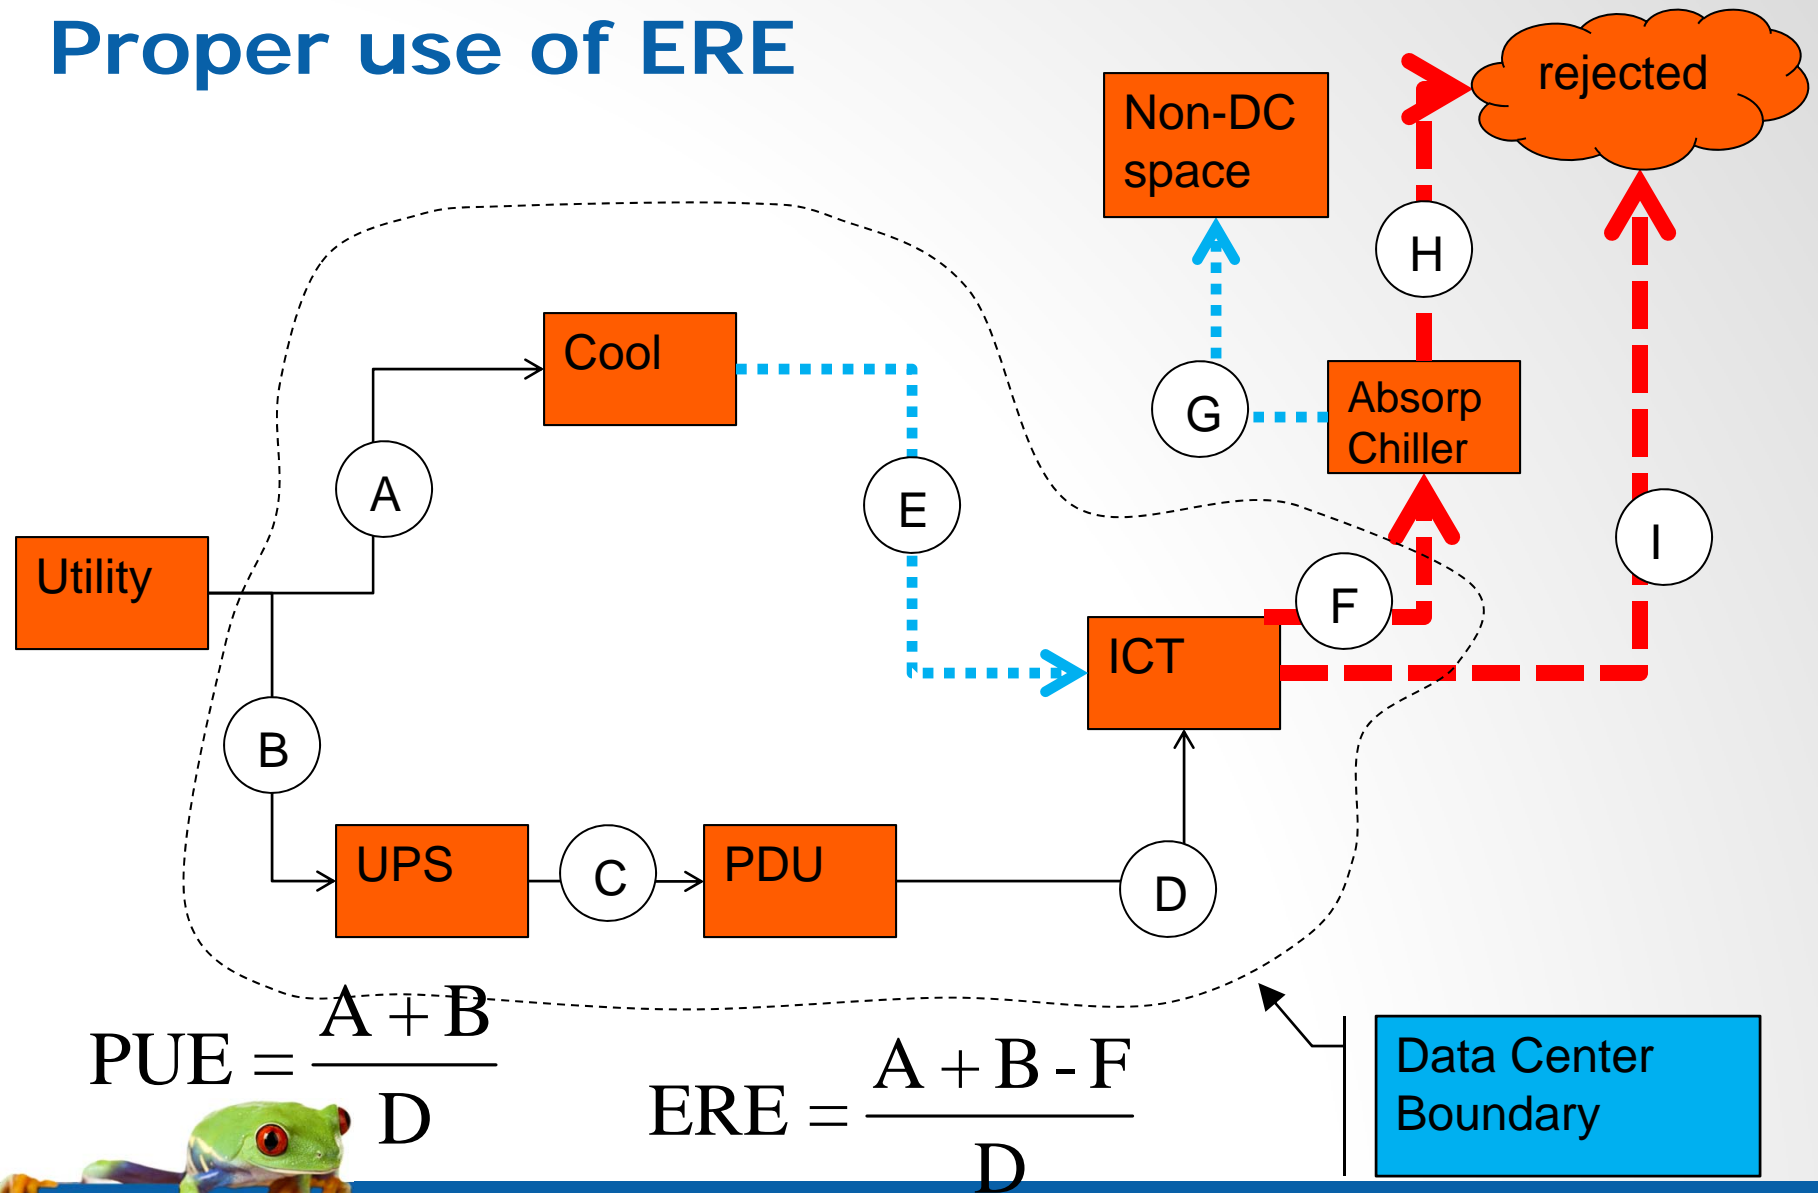 Proper use of ERE
rejected
Non-DC
space
H
Cool
Absorp
Chiller
G
A
E
I
Utility
F
ICT
B
UPS
C
PDU
D
PUE = A + B
D
ERE = A + B - F
D
Data Center
Boundary